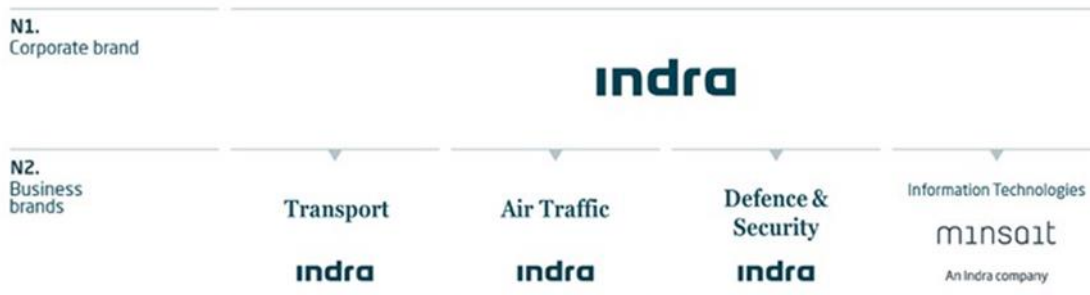 N1.
Corporate brand
indra
N2.
Business
brands
Transport
indra
Air Traffic
indra
Defence &
Security
indra
Information Technologies
minsait
An Indra company